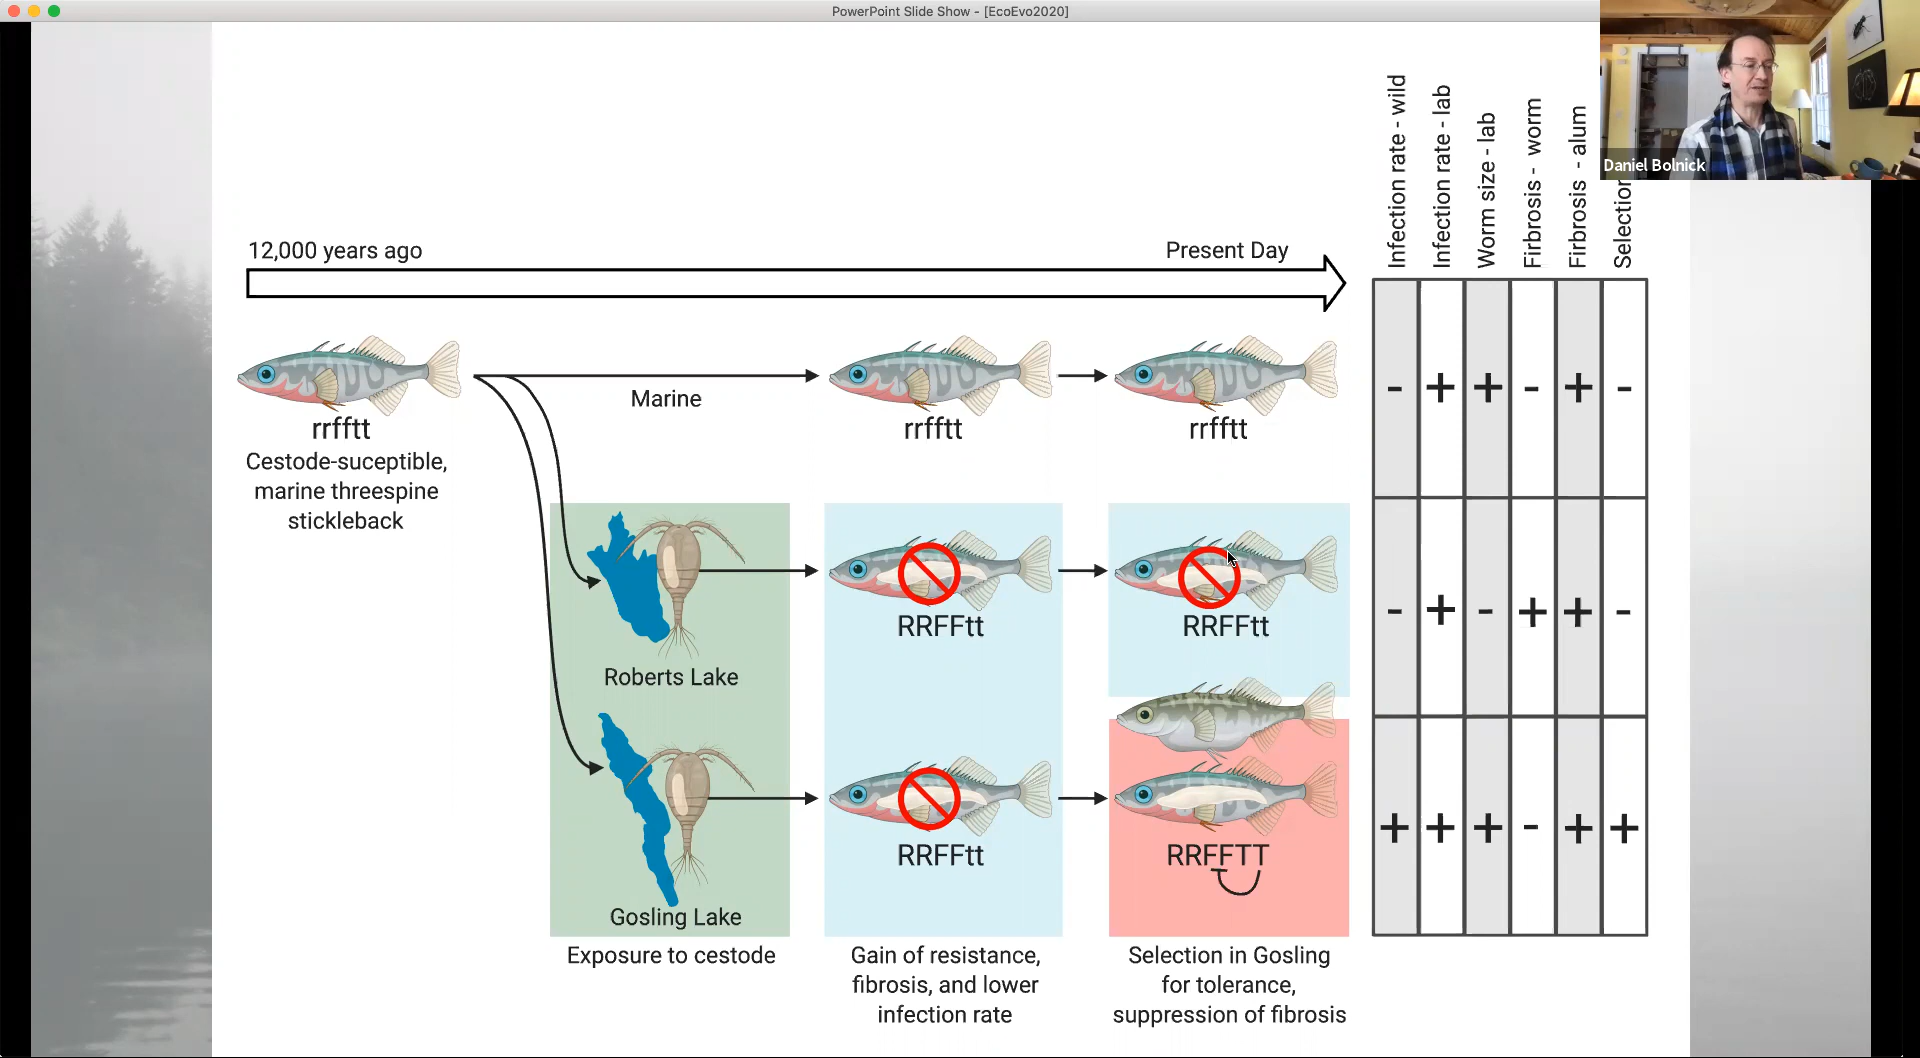 PowerPoint Slide Show - [EcoEvo2020]
Daniel Bolnick
Infection rate - wild
Infection rate - lab
Worm size - lab
Firbrosis - worm
Firbrosis - alum
Selection
12,000 years ago
Present Day
Marine
rrfftt
rrfftt
rrfftt
Cestode-suceptible,
marine threespine
stickleback
- + + - + -
RRFFtt
RRFFtt
- + - + + -
Roberts Lake
RRFFtt
RRFFTT
+ + + - + +
Gosling Lake
Exposure to cestode
Gain of resistance,
fibrosis, and lower
infection rate
Selection in Gosling
for tolerance,
suppression of fibrosis